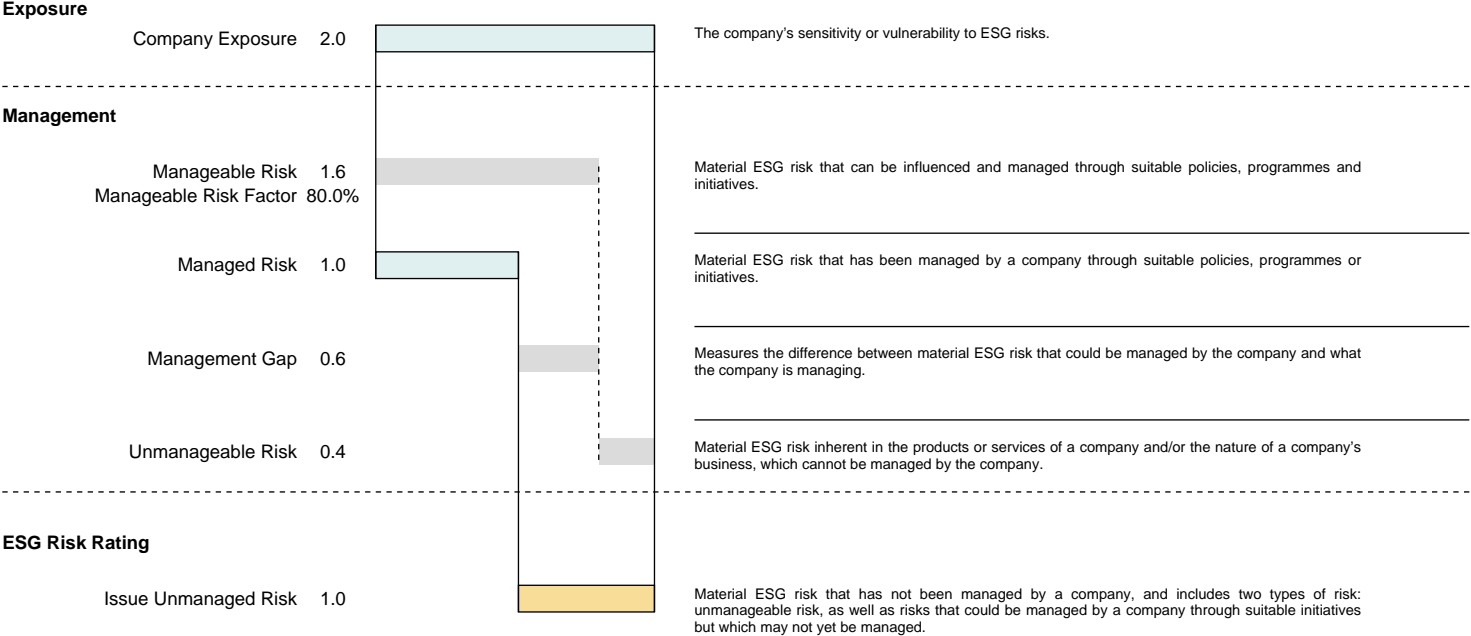 Exposure
Company Exposure 2.0
The company’s sensitivity or vulnerability to ESG risks.
Management
Manageable Risk 1.6
Manageable Risk Factor 80.0%
Material ESG risk that can be influenced and managed through suitable policies, programmes and
initiatives.
Managed Risk 1.0
Material ESG risk that has been managed by a company through suitable policies, programmes or
initiatives.
Management Gap 0.6
Measures the difference between material ESG risk that could be managed by the company and what
the company is managing.
Unmanageable Risk 0.4
Material ESG risk inherent in the products or services of a company and/or the nature of a company’s
business, which cannot be managed by the company.
ESG Risk Rating
Issue Unmanaged Risk 1.0
Material ESG risk that has not been managed by a company, and includes two types of risk:
unmanageable risk, as well as risks that could be managed by a company through suitable initiatives
but which may not yet be managed.